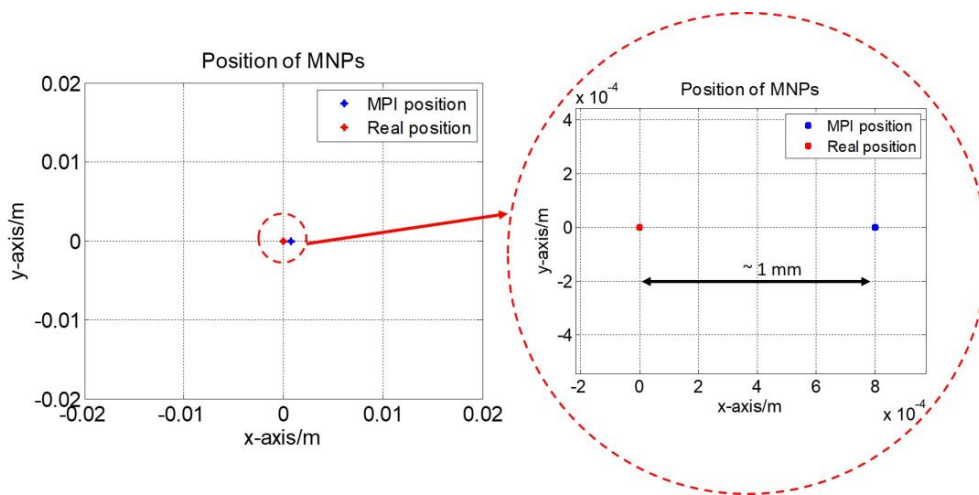 Position of MNPs
0.02
0.01
0
-0.01
-0.02
y-axis/m
-0.02
-0.01
0
0.01
0.02
x-axis/m
MPI position
Real position
Position of MNPs
x 10⁻⁴
4
2
0
-2
-4
y-axis/m
MPI position
Real position
~ 1 mm
-2
0
2
4
6
8
x-axis/m
x 10⁻⁴